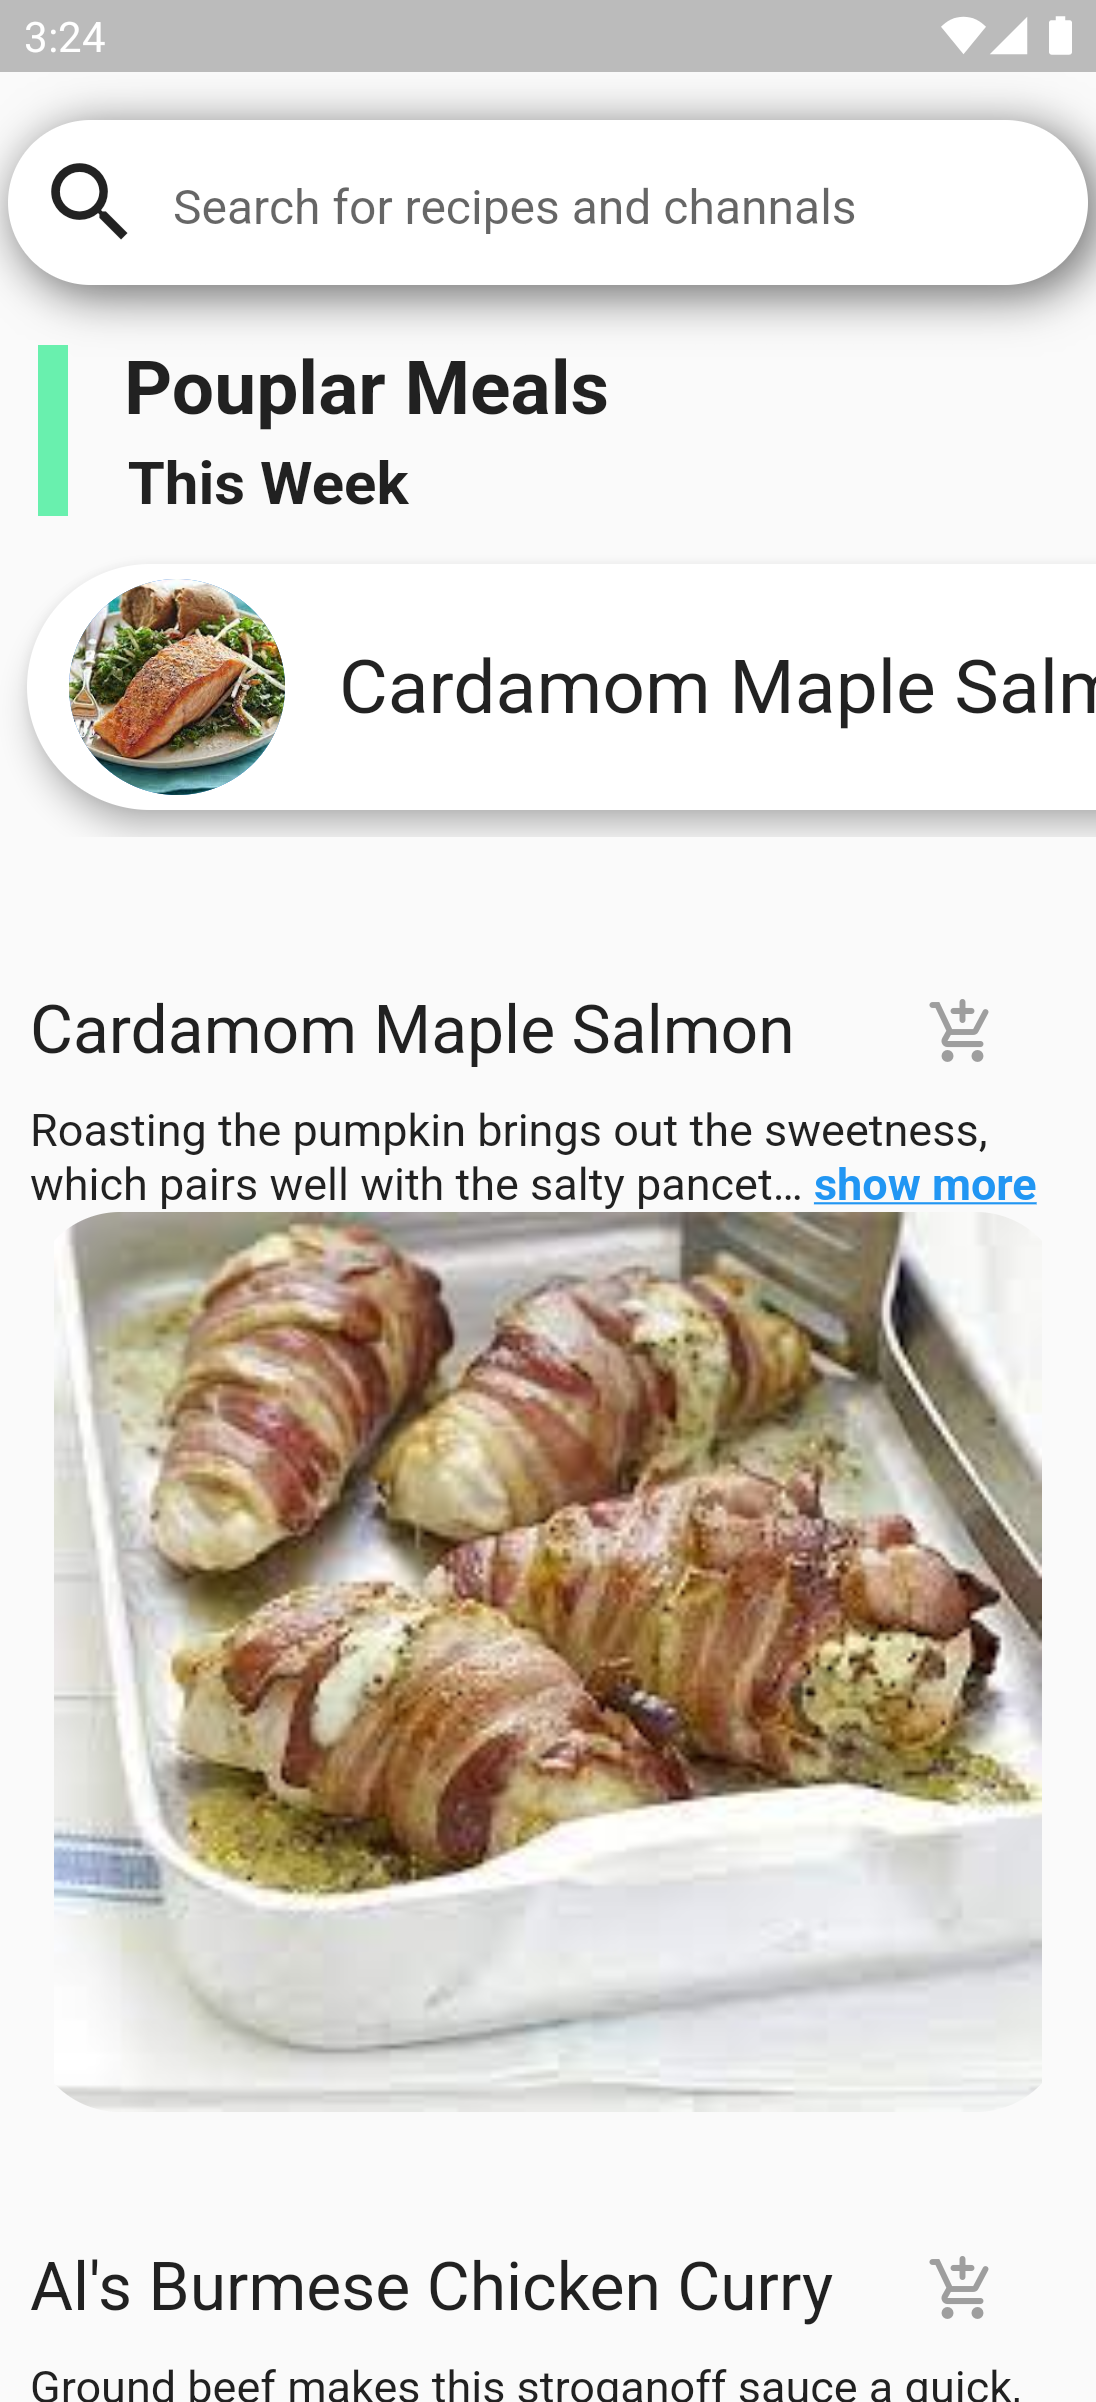 3:24
Search for recipes and channals
Pouplar Meals
This Week
Cardamom Maple Salm
Cardamom Maple Salmon
Roasting the pumpkin brings out the sweetness,
which pairs well with the salty pancet... show more
Al's Burmese Chicken Curry
Ground beef makes this stroganoff sauce a quick,